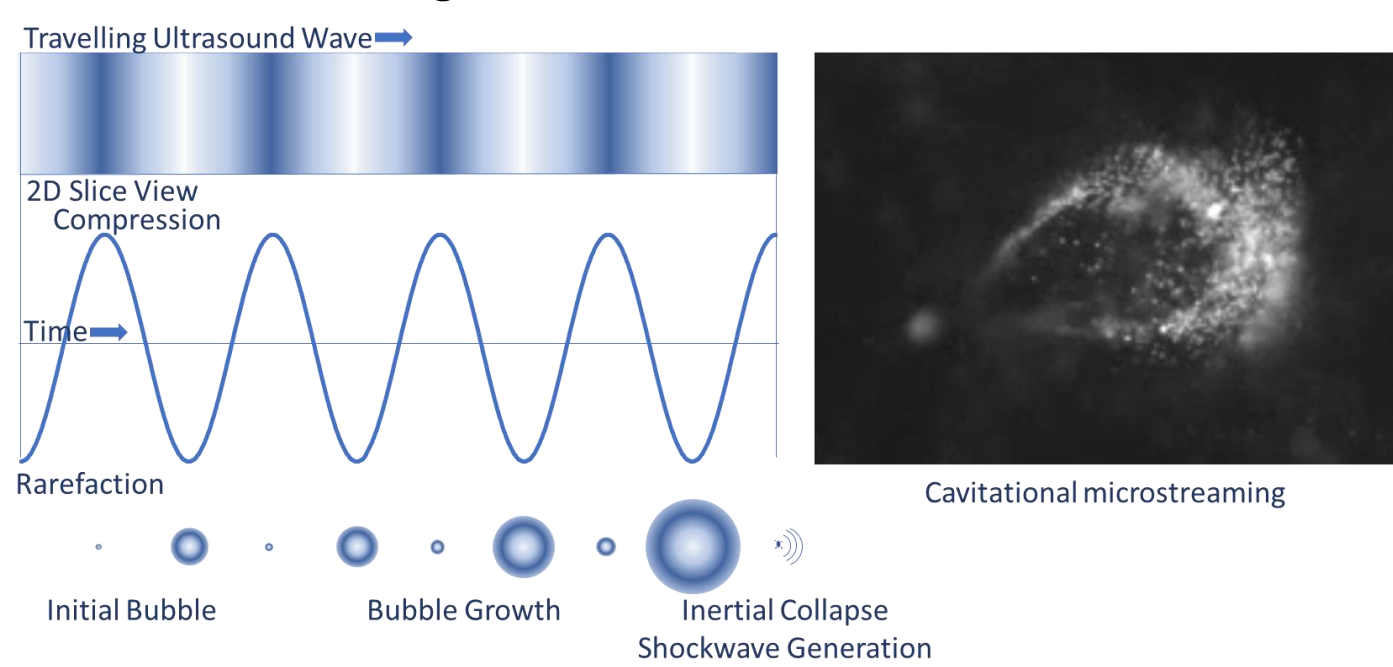 Travelling Ultrasound Wave
2D Slice View
Compression
Time
Rarefaction
Cavitational microstreaming
Initial Bubble
Bubble Growth
Inertial Collapse
Shockwave Generation